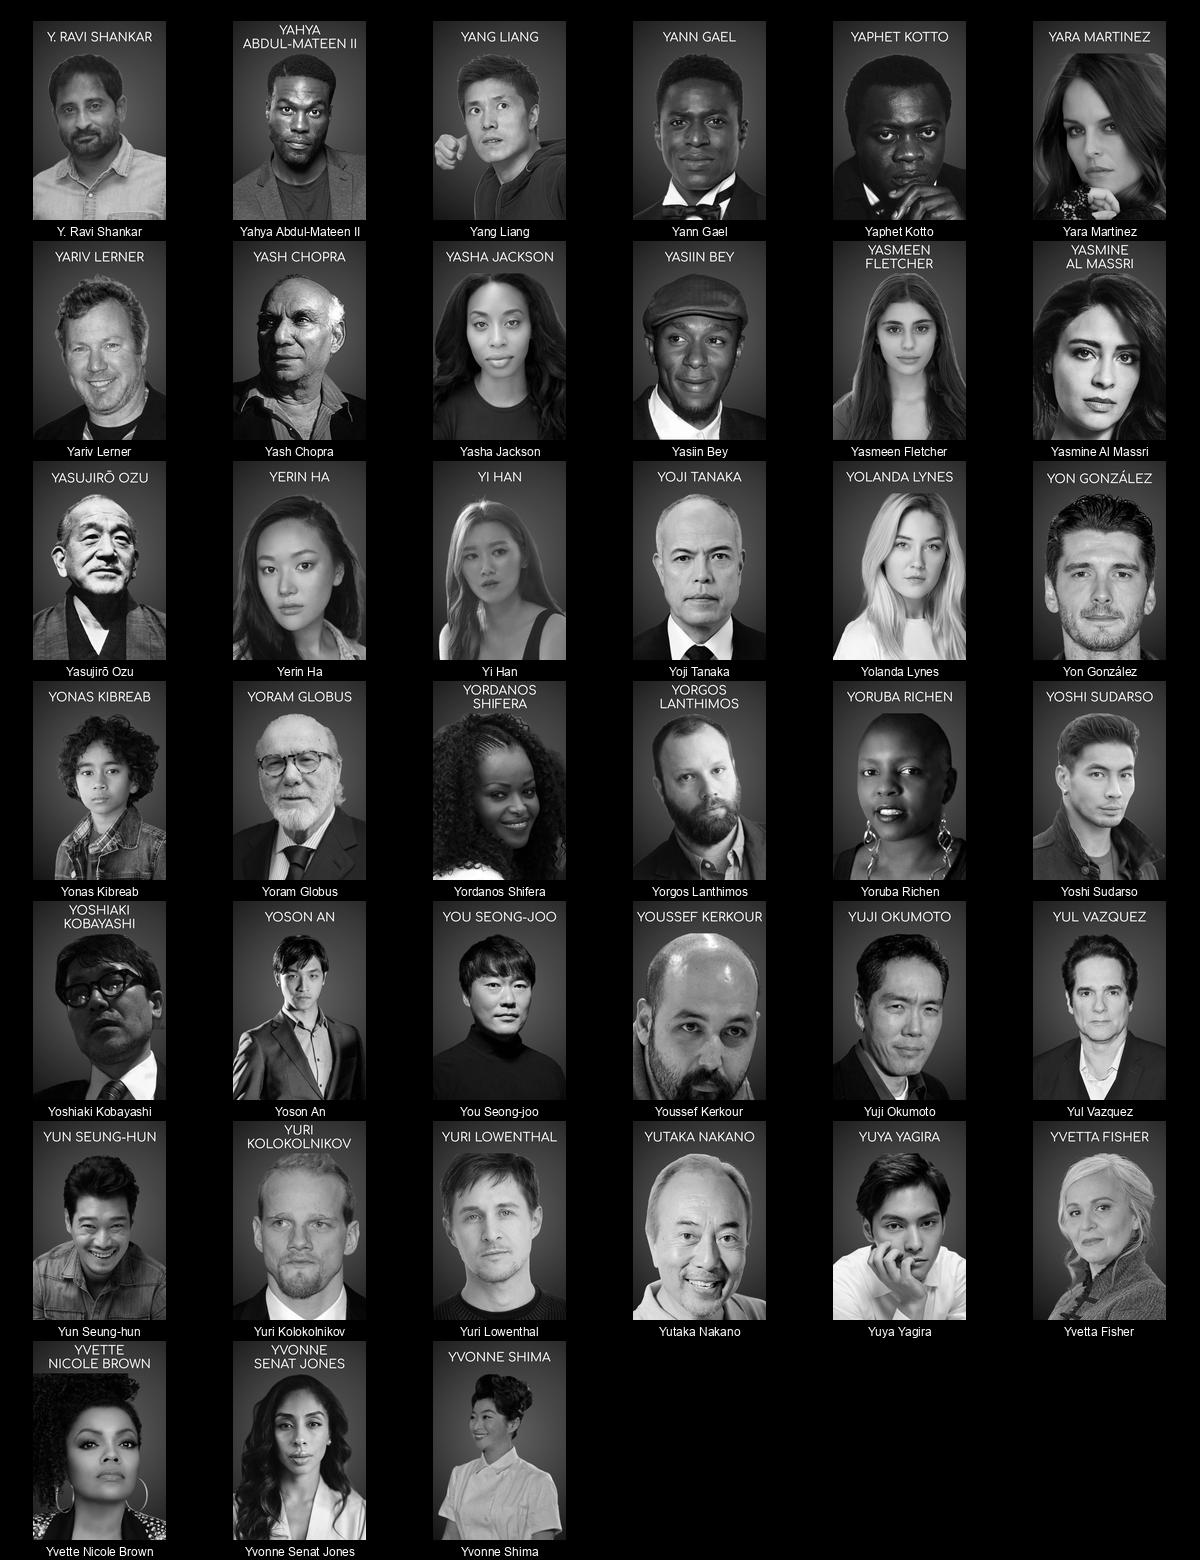 Y. RAVI SHANKAR
YAHYA
ABDUL-MATEEN II
YANG LIANG
YANN GAEL
YAPHET KOTTO
YARA MARTINEZ
Y. Ravi Shankar
Yahya Abdul-Mateen II
Yang Liang
Yann Gael
Yaphet Kotto
Yara Martinez
YARIV LERNER
YASH CHOPRA
YASHA JACKSON
YASIIN BEY
YASMEEN
FLETCHER
YASMINE
AL MASSRI
Yariv Lerner
Yash Chopra
Yasha Jackson
Yasiin Bey
Yasmeen Fletcher
Yasmine Al Massri
YASUJIRŌ OZU
YERIN HA
YI HAN
YOJI TANAKA
YOLANDA LYNES
YON GONZÁLEZ
Yasujirō Ozu
Yerin Ha
Yi Han
Yoji Tanaka
Yolanda Lynes
Yon González
YONAS KIBREAB
YORAM GLOBUS
YORDANOS
SHIFERA
YORGOS
LANTHIMOS
YORUBA RICHEN
YOSHI SUDARSO
Yonas Kibreab
Yoram Globus
Yordanos Shifera
Yorgos Lanthimos
Yoruba Richen
Yoshi Sudarso
YOSHIAKI
KOBAYASHI
YOSON AN
YOU SEONG-JOO
YOUSSEF KERKOUR
YUJI OKUMOTO
YUL VAZQUEZ
Yoshiaki Kobayashi
Yoson An
You Seong-joo
Youssef Kerkour
Yuji Okumoto
Yul Vazquez
YUN SEUNG-HUN
YURI
KOLOKOLNIKOV
YURI LOWENTHAL
YUTAKA NAKANO
YUYA YAGIRA
YVETTA FISHER
Yun Seung-hun
Yuri Kolokolnikov
Yuri Lowenthal
Yutaka Nakano
Yuya Yagira
Yvetta Fisher
YVETTE
NICOLE BROWN
YVONNE
SENAT JONES
YVONNE SHIMA
Yvette Nicole Brown
Yvonne Senat Jones
Yvonne Shima